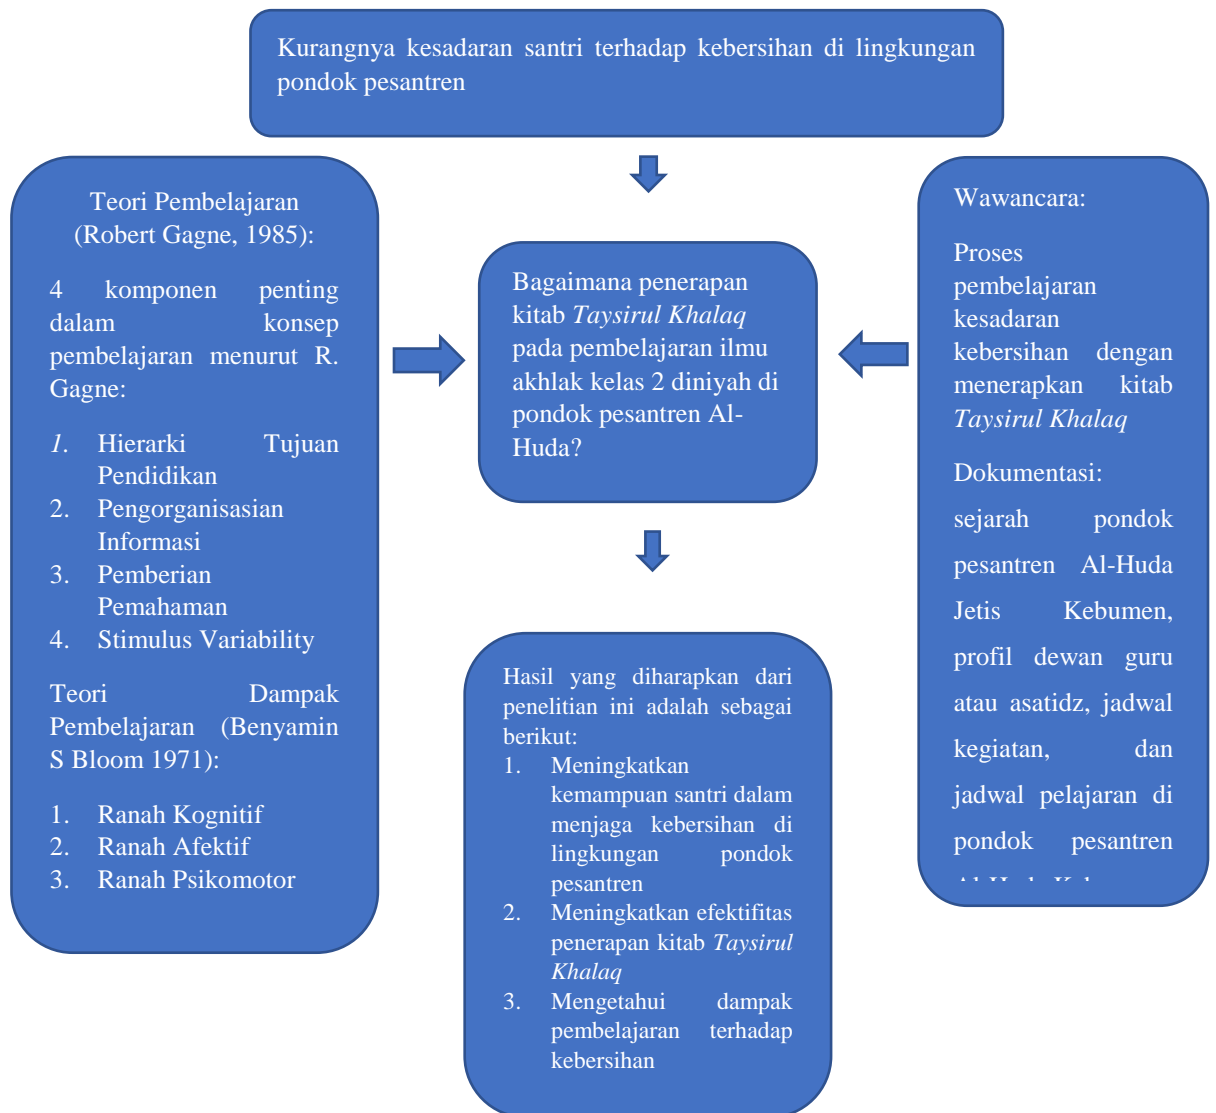 Kurangnya kesadaran santri terhadap kebersihan di lingkungan
pondok pesantren
Teori Pembelajaran
(Robert Gagne, 1985):
4 komponen penting
dalam konsep
pembelajaran menurut R.
Gagne:
1. Hierarki Tujuan
Pendidikan
2. Pengorganisasian
Informasi
3. Pemberian
Pemahaman
4. Stimulus Variability
Teori Dampak
Pembelajaran (Benyamin
S Bloom 1971):
1. Ranah Kognitif
2. Ranah Afektif
3. Ranah Psikomotor
Bagaimana penerapan
kitab Taysirul Khalaq
pada pembelajaran ilmu
akhlak kelas 2 diniyah di
pondok pesantren Al-
Huda?
Wawancara:
Proses
pembelajaran
kesadaran
kebersihan dengan
menerapkan kitab
Taysirul Khalaq
Dokumentasi:
sejarah pondok
pesantren Al-Huda
Jetis Kebumen,
profil dewan guru
atau asatidz, jadwal
kegiatan, dan
jadwal pelajaran di
pondok pesantren
Hasil yang diharapkan dari
penelitian ini adalah sebagai
berikut:
1. Meningkatkan
kemampuan santri dalam
menjaga kebersihan di
lingkungan pondok
pesantren
2. Meningkatkan efektifitas
penerapan kitab Taysirul
Khalaq
3. Mengetahui dampak
pembelajaran terhadap
kebersihan